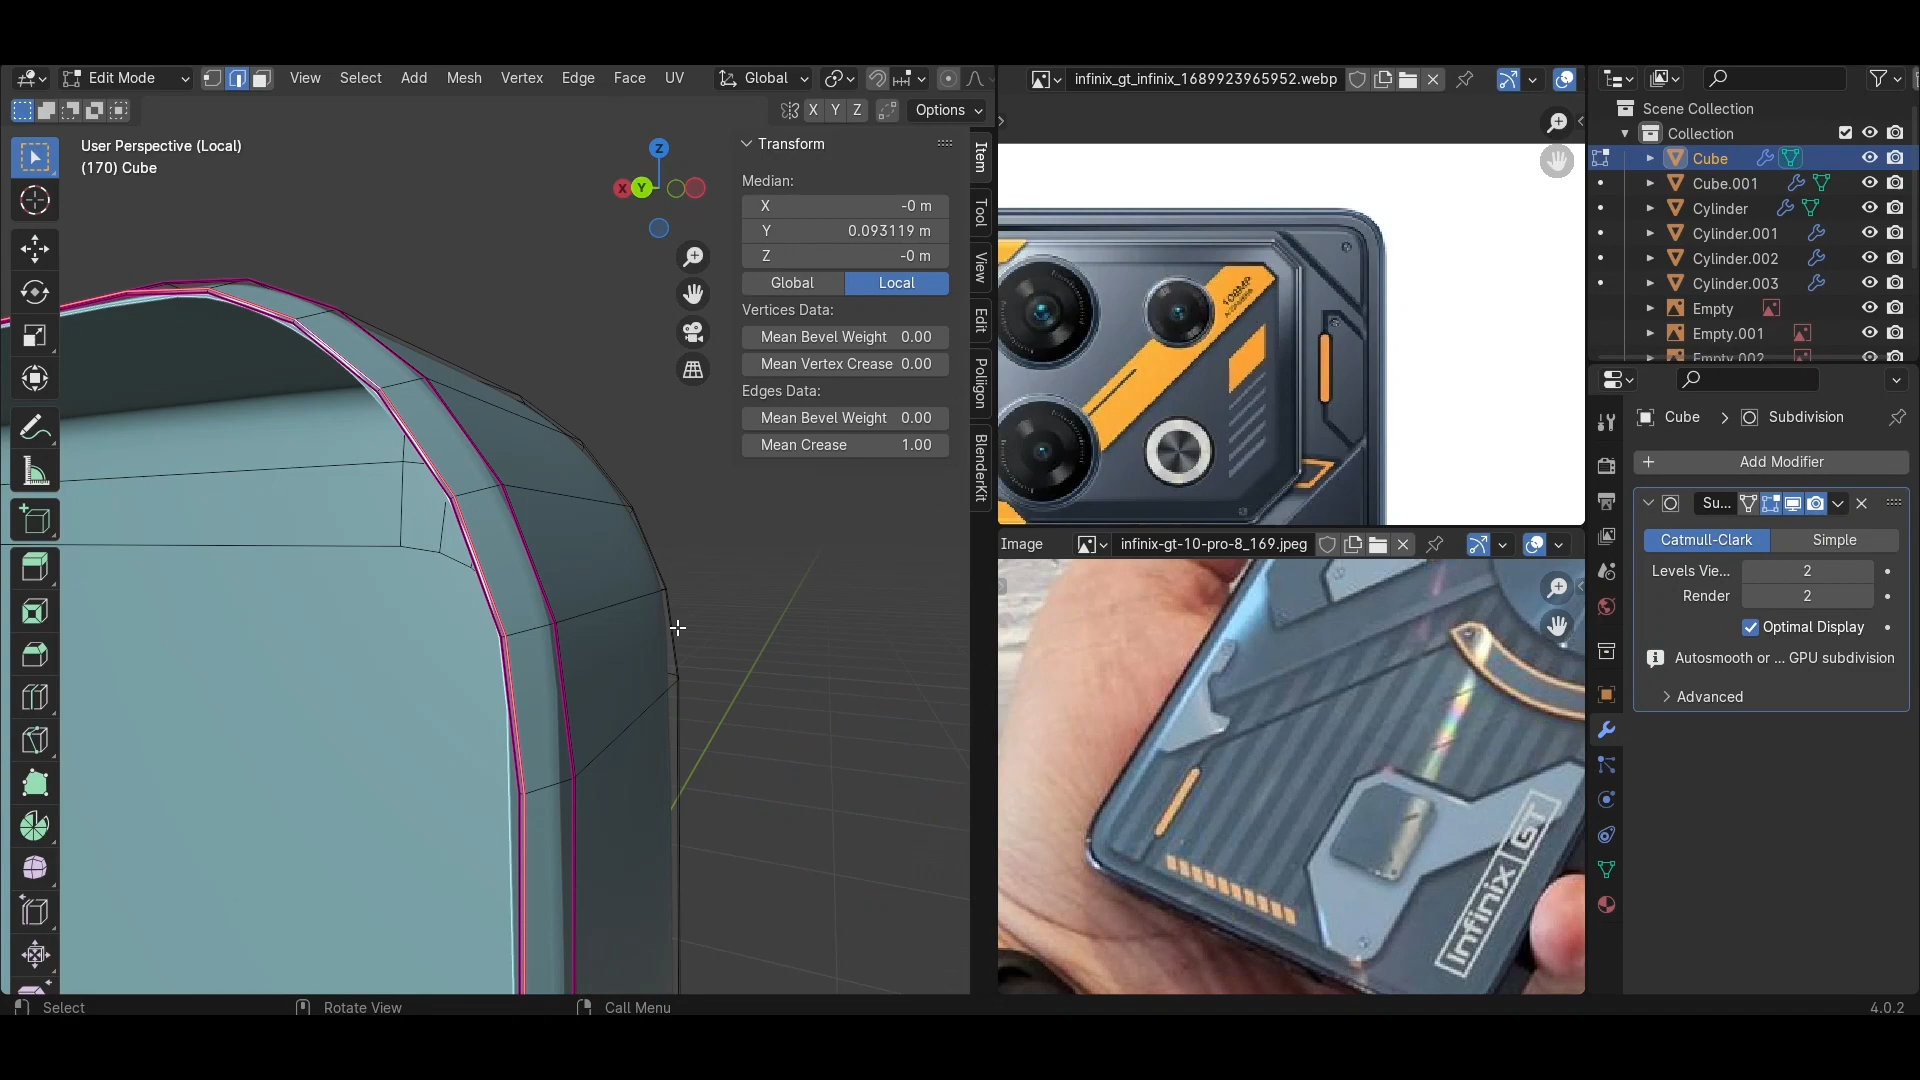 Edit Mode View Select Add Mesh Vertex Edge Face UV Global
X Y Z Options
User Perspective (Local)
(170) Cube
Z
X Y
Transform
Median:
X -0 m
Y 0.093119 m
Z -0 m
Global Local
Vertices Data:
Mean Bevel Weight 0.00
Mean Vertex Crease 0.00
Edges Data:
Mean Bevel Weight 0.00
Mean Crease 1.00
Item
Tool
View
Edit
Poliigon
BlenderKit
infinix_gt_infinix_1689923965952.webp
108MP
Image infinix-gt-10-pro-8_169.jpeg
Infinix GT
Scene Collection
Collection
Cube
Cube.001
Cylinder
Cylinder.001
Cylinder.002
Cylinder.003
Empty
Empty.001
Empty.002
Cube Subdivision
Add Modifier
Su...
Catmull-Clark Simple
Levels Vie... 2
Render 2
Optimal Display
Autosmooth or ... GPU subdivision
Advanced
Select Rotate View Call Menu 4.0.2